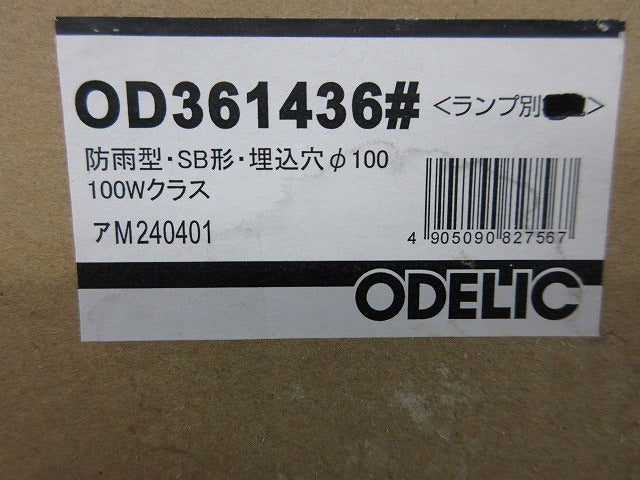 OD361436# <ランプ別 >
防雨型・SB形・埋込穴φ100
100Wクラス
アM240401
4 905090 827567
ODELIC